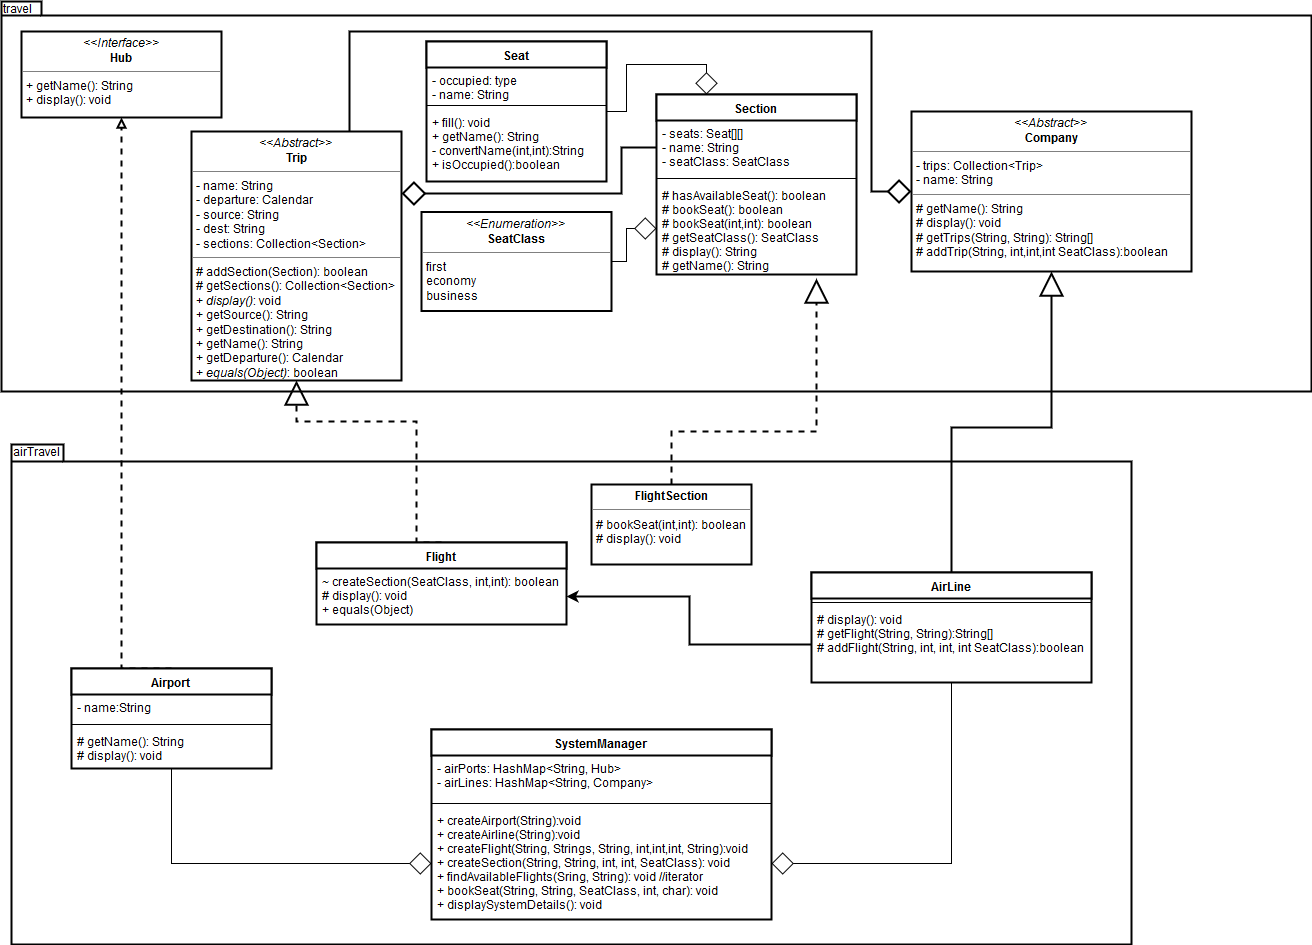 travel
<<Interface>>
Hub
+ getName(): String
+ display(): void
<<Abstract>>
Trip
- name: String
- departure: Calendar
- source: String
- dest: String
- sections: Collection<Section>
# addSection(Section): boolean
# getSections(): Collection<Section>
+ display(): void
+ getSource(): String
+ getDestination(): String
+ getName(): String
+ getDeparture(): Calendar
+ equals(Object): boolean
Seat
- occupied: type
- name: String
+ fill(): void
+ getName(): String
- convertName(int,int):String
+ isOccupied():boolean
<<Enumeration>>
SeatClass
first
economy
business
Section
- seats: Seat[][]
- name: String
- seatClass: SeatClass
# hasAvailableSeat(): boolean
# bookSeat(): boolean
# bookSeat(int,int): boolean
# getSeatClass(): SeatClass
# display(): String
# getName(): String
<<Abstract>>
Company
- trips: Collection<Trip>
- name: String
# getName(): String
# display(): void
# getTrips(String, String): String[]
# addTrip(String, int,int,int SeatClass):boolean
airTravel
FlightSection
# bookSeat(int,int): boolean
# display(): void
Flight
~ createSection(SeatClass, int,int): boolean
# display(): void
+ equals(Object)
AirLine
# display(): void
# getFlight(String, String):String[]
# addFlight(String, int, int, int SeatClass):boolean
Airport
- name:String
# getName(): String
# display(): void
SystemManager
- airPorts: HashMap<String, Hub>
- airLines: HashMap<String, Company>
+ createAirport(String):void
+ createAirline(String):void
+ createFlight(String, Strings, String, int,int,int, String):void
+ createSection(String, String, int, int, SeatClass): void
+ findAvailableFlights(Sring, String): void //iterator
+ bookSeat(String, String, SeatClass, int, char): void
+ displaySystemDetails(): void